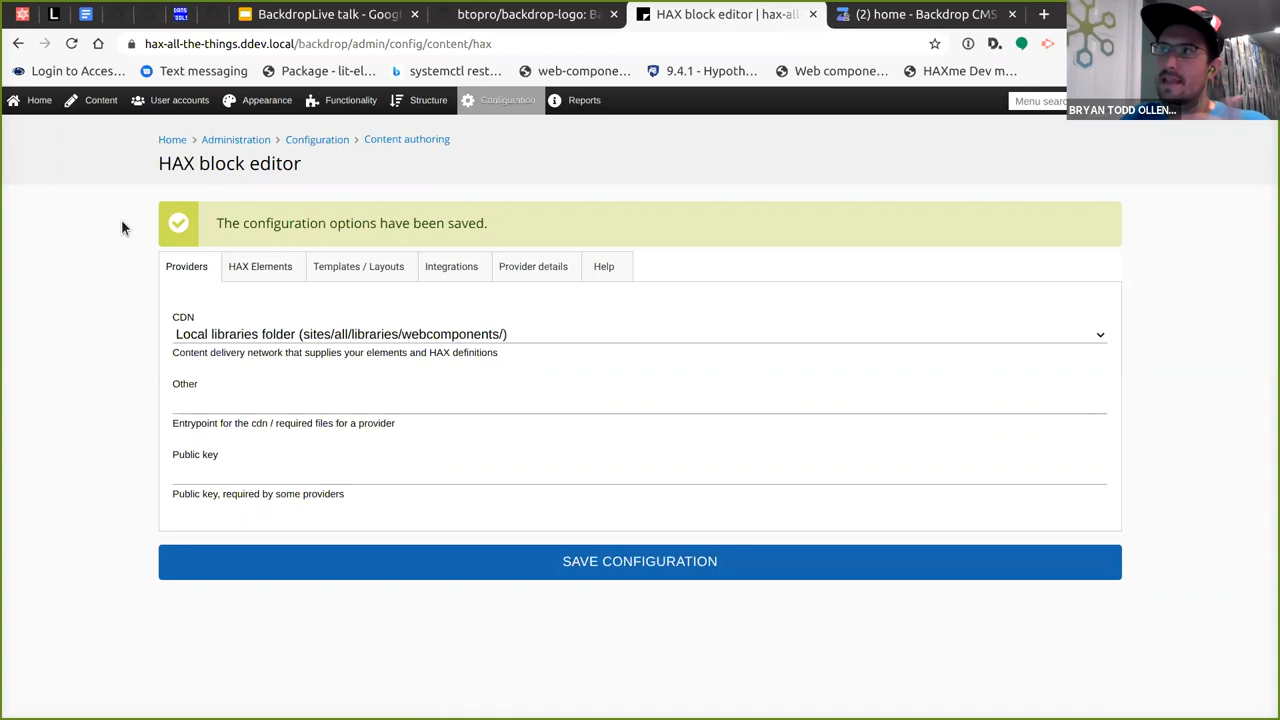 BackdropLive talk - Googl
btopro/backdrop-logo: Ba
HAX block editor | hax-all
(2) home - Backdrop CMS
hax-all-the-things.ddev.local/backdrop/admin/config/content/hax
Login to Acces...
Text messaging
Package - lit-el...
systemctl rest...
web-compone...
9.4.1 - Hypoth...
Web compone...
HAXme Dev m...
BRYAN TODD OLLEN...
Home
Content
User accounts
Appearance
Functionality
Structure
Configuration
Reports
Menu sear
Home > Administration > Configuration > Content authoring
HAX block editor
The configuration options have been saved.
Providers
HAX Elements
Templates / Layouts
Integrations
Provider details
Help
CDN
Local libraries folder (sites/all/libraries/webcomponents/)
Content delivery network that supplies your elements and HAX definitions
Other
Entrypoint for the cdn / required files for a provider
Public key
Public key, required by some providers
SAVE CONFIGURATION